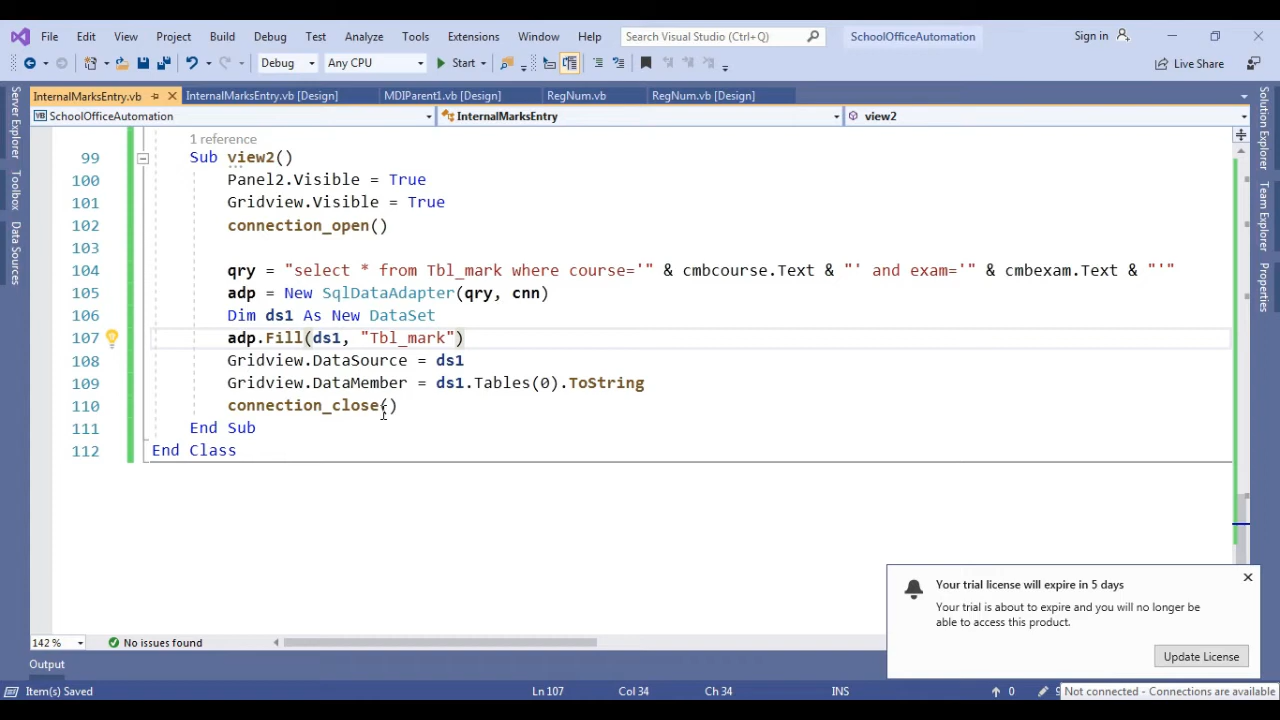 File Edit View Project Build Debug Test Analyze Tools Extensions Window Help Search Visual Studio (Ctrl+Q) SchoolOfficeAutomation Sign in
Debug Any CPU Start Live Share
InternalMarksEntry.vb InternalMarksEntry.vb [Design] MDIParent1.vb [Design] RegNum.vb RegNum.vb [Design]
SchoolOfficeAutomation InternalMarksEntry view2
Server Explorer
Toolbox
Data Sources
Solution Explorer
Team Explorer
Properties
1 reference
99 Sub view2()
100 Panel2.Visible = True
101 Gridview.Visible = True
102 connection_open()
103
104 qry = "select * from Tbl_mark where course='" & cmbcourse.Text & "' and exam='" & cmbexam.Text & "'"
105 adp = New SqlDataAdapter(qry, cnn)
106 Dim ds1 As New DataSet
107 adp.Fill(ds1, "Tbl_mark")
108 Gridview.DataSource = ds1
109 Gridview.DataMember = ds1.Tables(0).ToString
110 connection_close()
111 End Sub
112 End Class
Your trial license will expire in 5 days
Your trial is about to expire and you will no longer be
able to access this product.
Update License
142 % No issues found
Output
Item(s) Saved Ln 107 Col 34 Ch 34 INS 0 Not connected - Connections are available